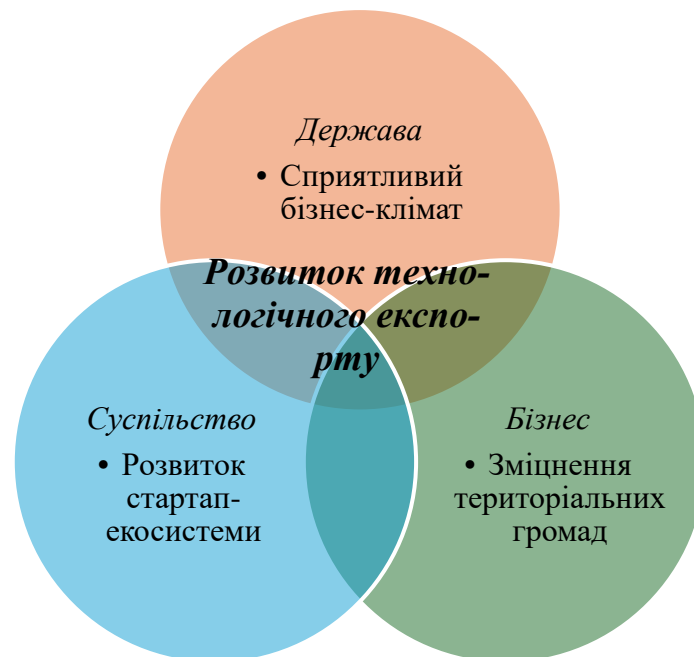 Держава
• Сприятливий
бізнес-клімат
Розвиток техно-
логічного експо-
рту
Суспільство
• Розвиток
стартап-
екосистеми
Бізнес
• Зміцнення
територіальних
громад